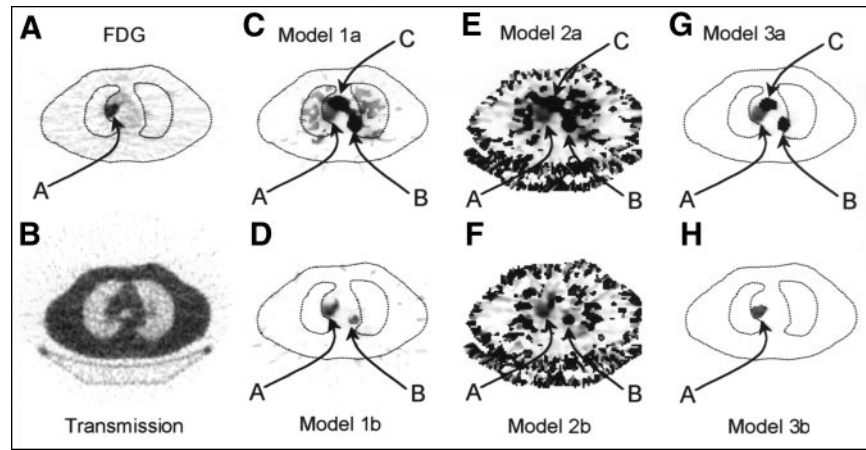 A FDG
C Model 1a C
E Model 2a C
G Model 3a C
A
A B
A B
A B
B
D
F
H
A B
A B
A
Transmission
Model 1b
Model 2b
Model 3b